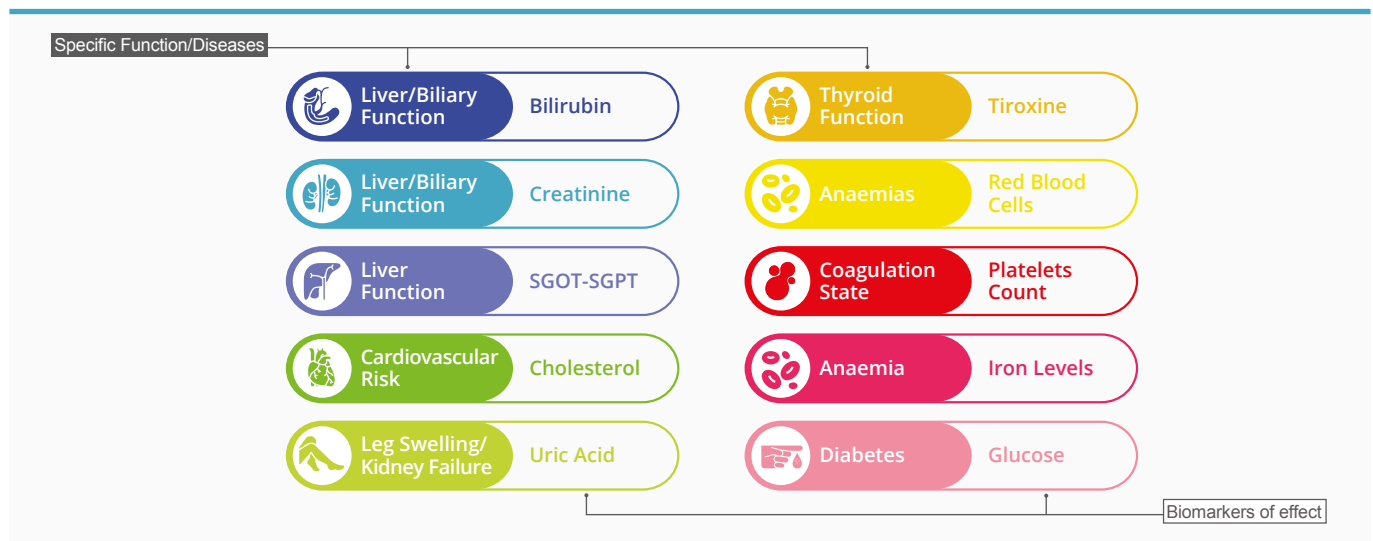 Specific Function/Diseases
Liver/Biliary
Function
Bilirubin
Liver/Biliary
Function
Creatinine
Liver
Function
SGOT-SGPT
Cardiovascular
Risk
Cholesterol
Leg Swelling/
Kidney Failure
Uric Acid
Thyroid
Function
Tiroxine
Anaemias
Red Blood
Cells
Coagulation
State
Platelets
Count
Anaemia
Iron Levels
Diabetes
Glucose
Biomarkers of effect